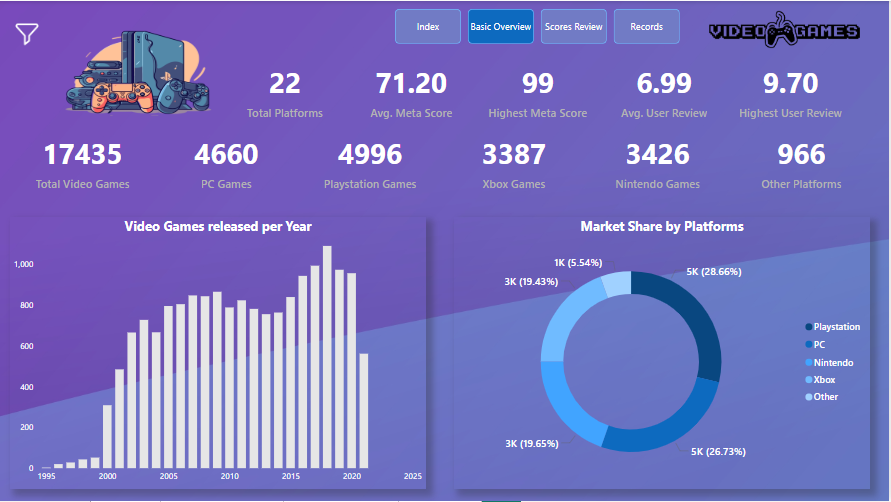 Index
Basic Overview
Scores Review
Records
VIDEO GAMES
22
71.20
99
6.99
9.70
Total Platforms
Avg. Meta Score
Highest Meta Score
Avg. User Review
Highest User Review
17435
4660
4996
3387
3426
966
Total Video Games
PC Games
Playstation Games
Xbox Games
Nintendo Games
Other Platforms
Video Games released per Year
1,000
800
600
400
200
0
1995
2000
2005
2010
2015
2020
2025
Market Share by Platforms
1K (5.54%)
5K (28.66%)
3K (19.43%)
3K (19.65%)
5K (26.73%)
Playstation
PC
Nintendo
Xbox
Other